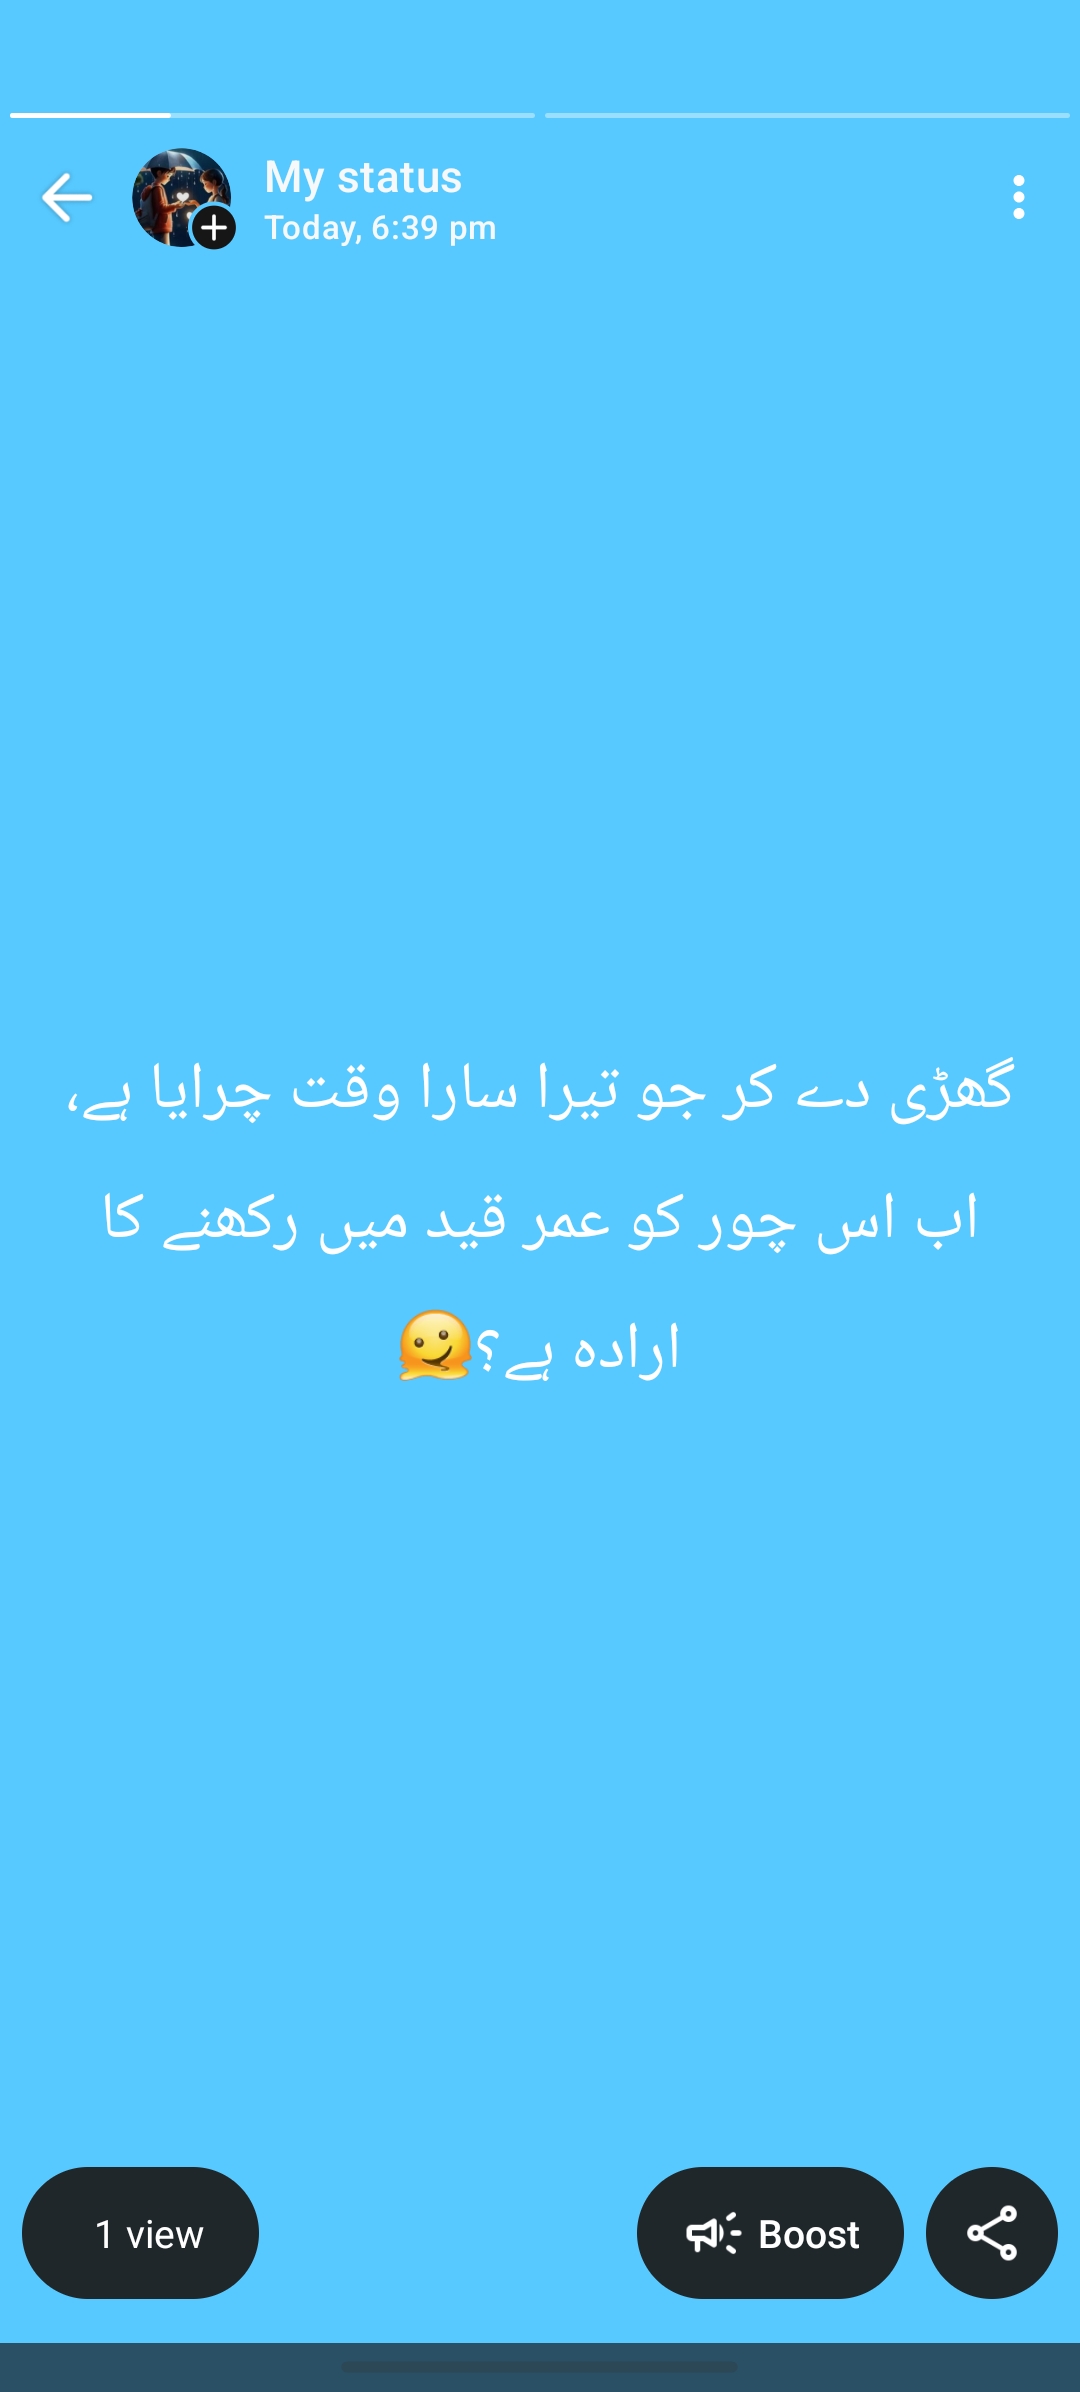 My status
Today, 6:39 pm
گھڑی دے کر جو تیرا سارا وقت چرایا ہے،
اب اس چور کو عمر قید میں رکھنے کا
ارادہ ہے؟🫠
1 view
Boost